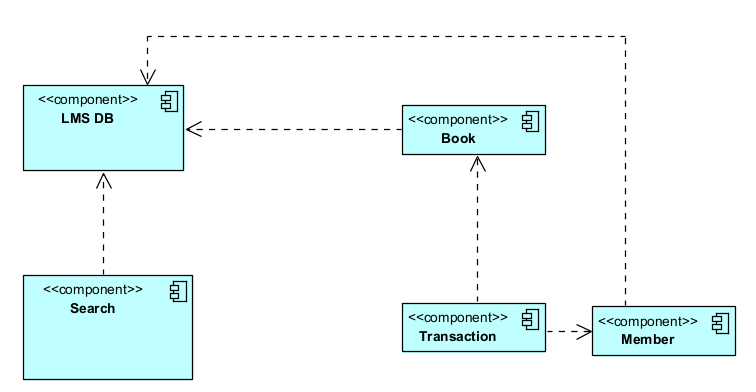 <<component>>
LMS DB
<<component>>
Book
<<component>>
Search
<<component>>
Transaction
<<component>>
Member